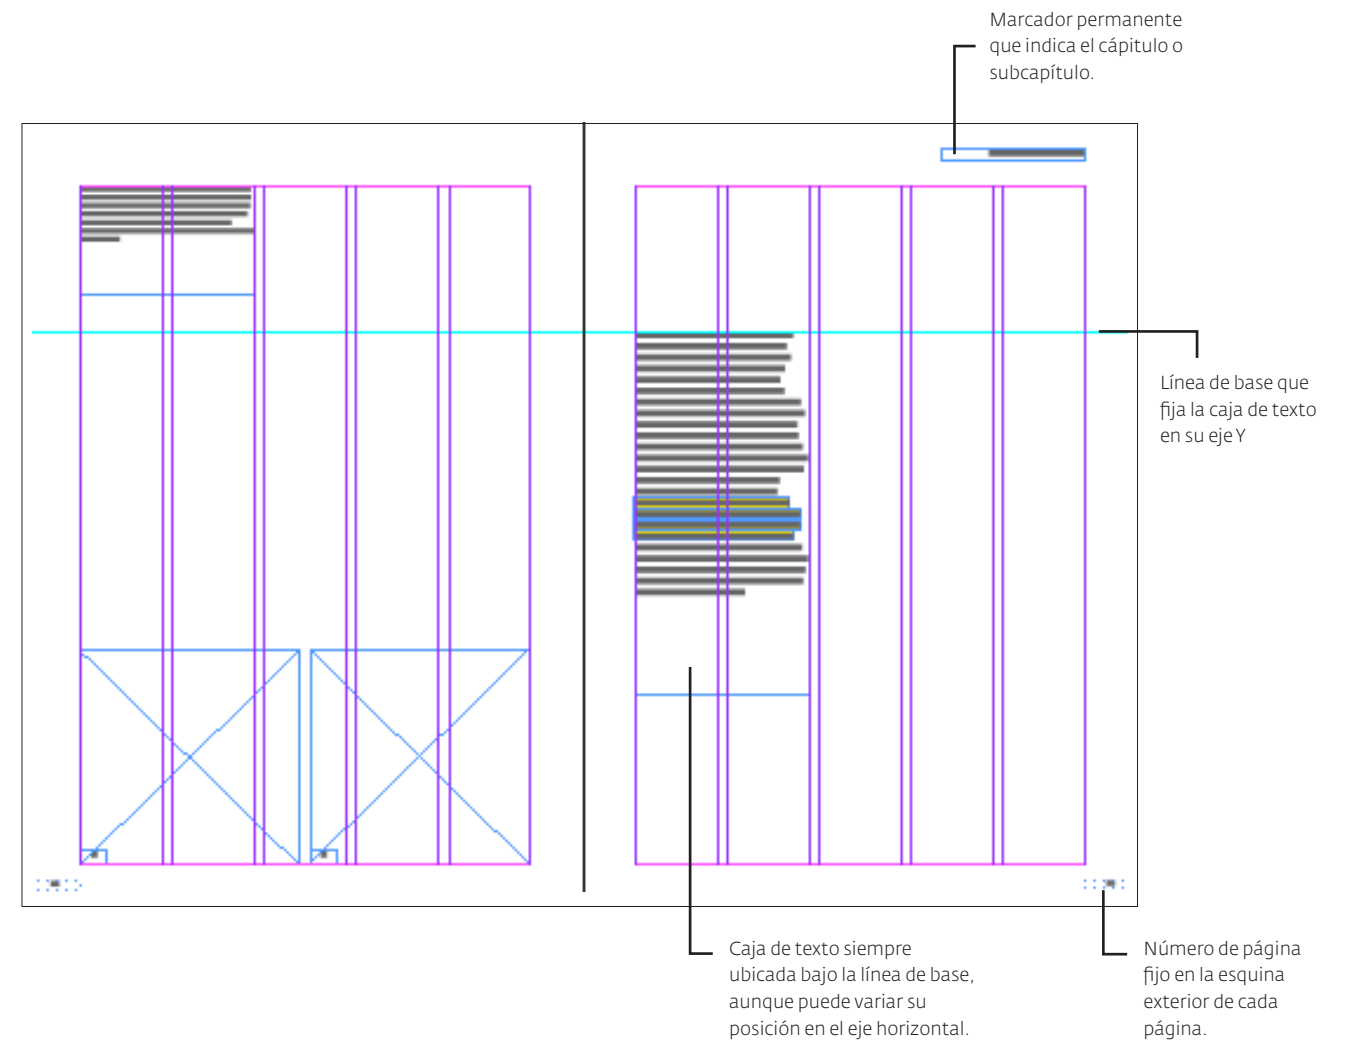 Marcador permanente
que indica el cápitulo o
subcapítulo.
Línea de base que
fija la caja de texto
en su eje Y
Caja de texto siempre
ubicada bajo la línea de base,
aunque puede variar su
posición en el eje horizontal.
Número de página
fijo en la esquina
exterior de cada
página.